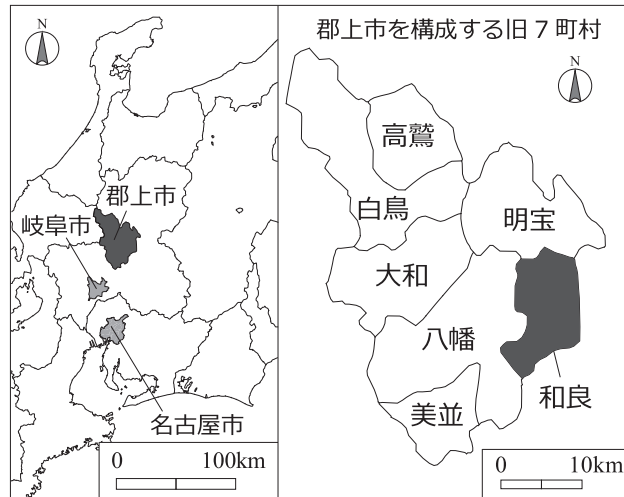 N
郡上市
岐阜市
名古屋市
0 100km
郡上市を構成する旧7町村
N
高鷲
白鳥
明宝
大和
八幡
和良
美並
0 10km